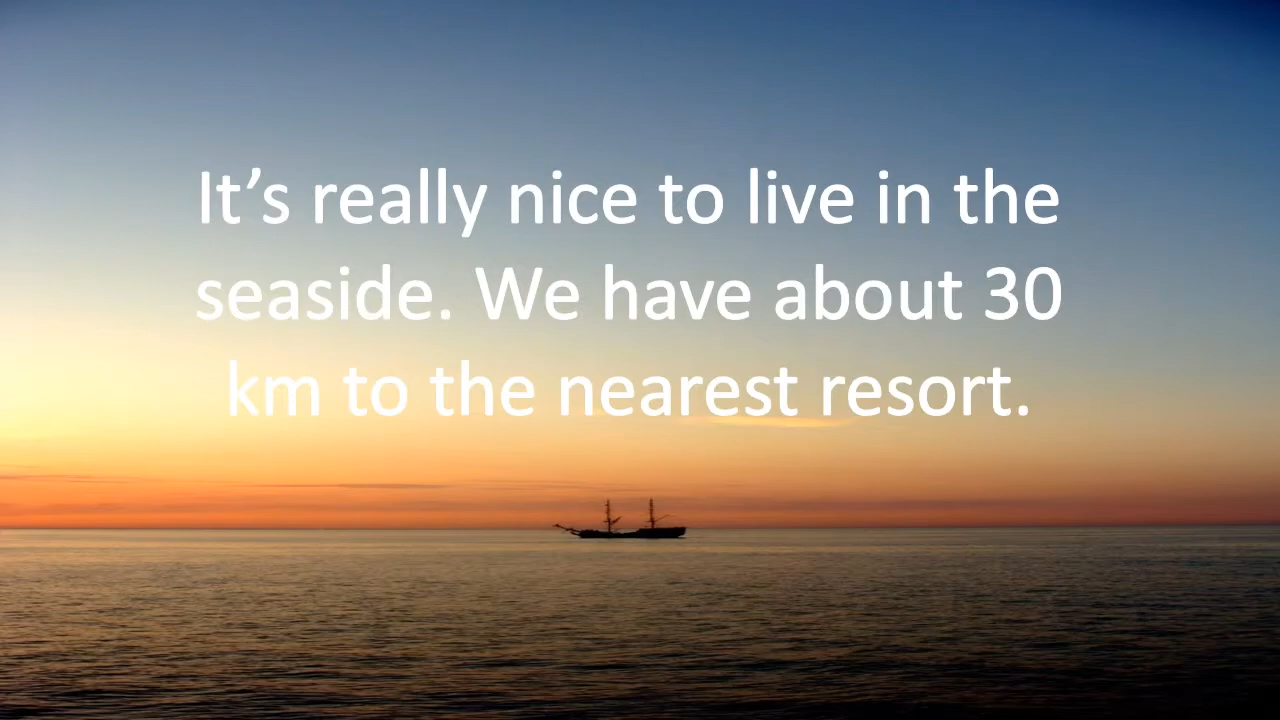 It’s really nice to live in the
seaside. We have about 30
km to the nearest resort.